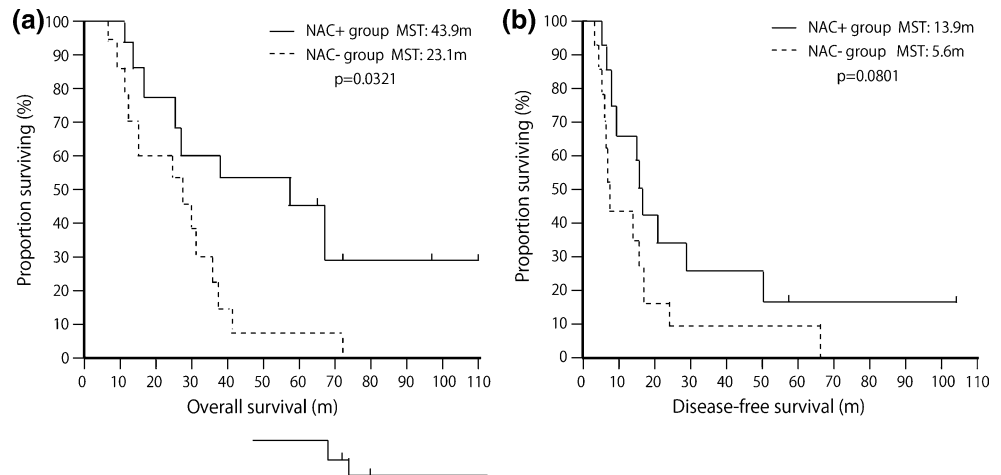 (a)
100
90
80
70
60
50
40
30
20
10
0
Proportion surviving (%)
NAC+ group MST: 43.9m
NAC- group MST: 23.1m
p=0.0321
0 10 20 30 40 50 60 70 80 90 100 110
Overall survival (m)
(b)
100
90
80
70
60
50
40
30
20
10
0
Proportion surviving (%)
NAC+ group MST: 13.9m
NAC- group MST: 5.6m
p=0.0801
0 10 20 30 40 50 60 70 80 90 100 110
Disease-free survival (m)